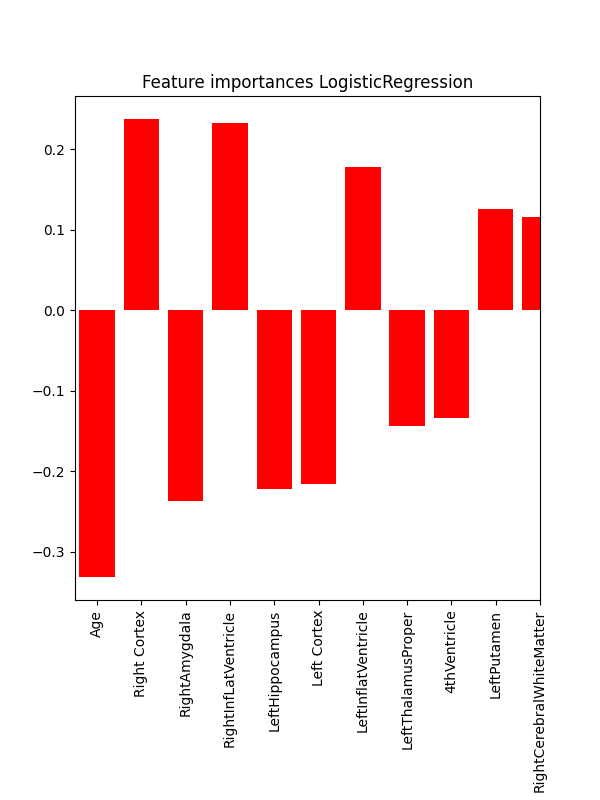 Feature importances LogisticRegression
0.2
0.1
0.0
−0.1
−0.2
−0.3
Age
Right Cortex
RightAmygdala
RightInfLatVentricle
LeftHippocampus
Left Cortex
LeftInflatVentricle
LeftThalamusProper
4thVentricle
LeftPutamen
RightCerebralWhiteMatter